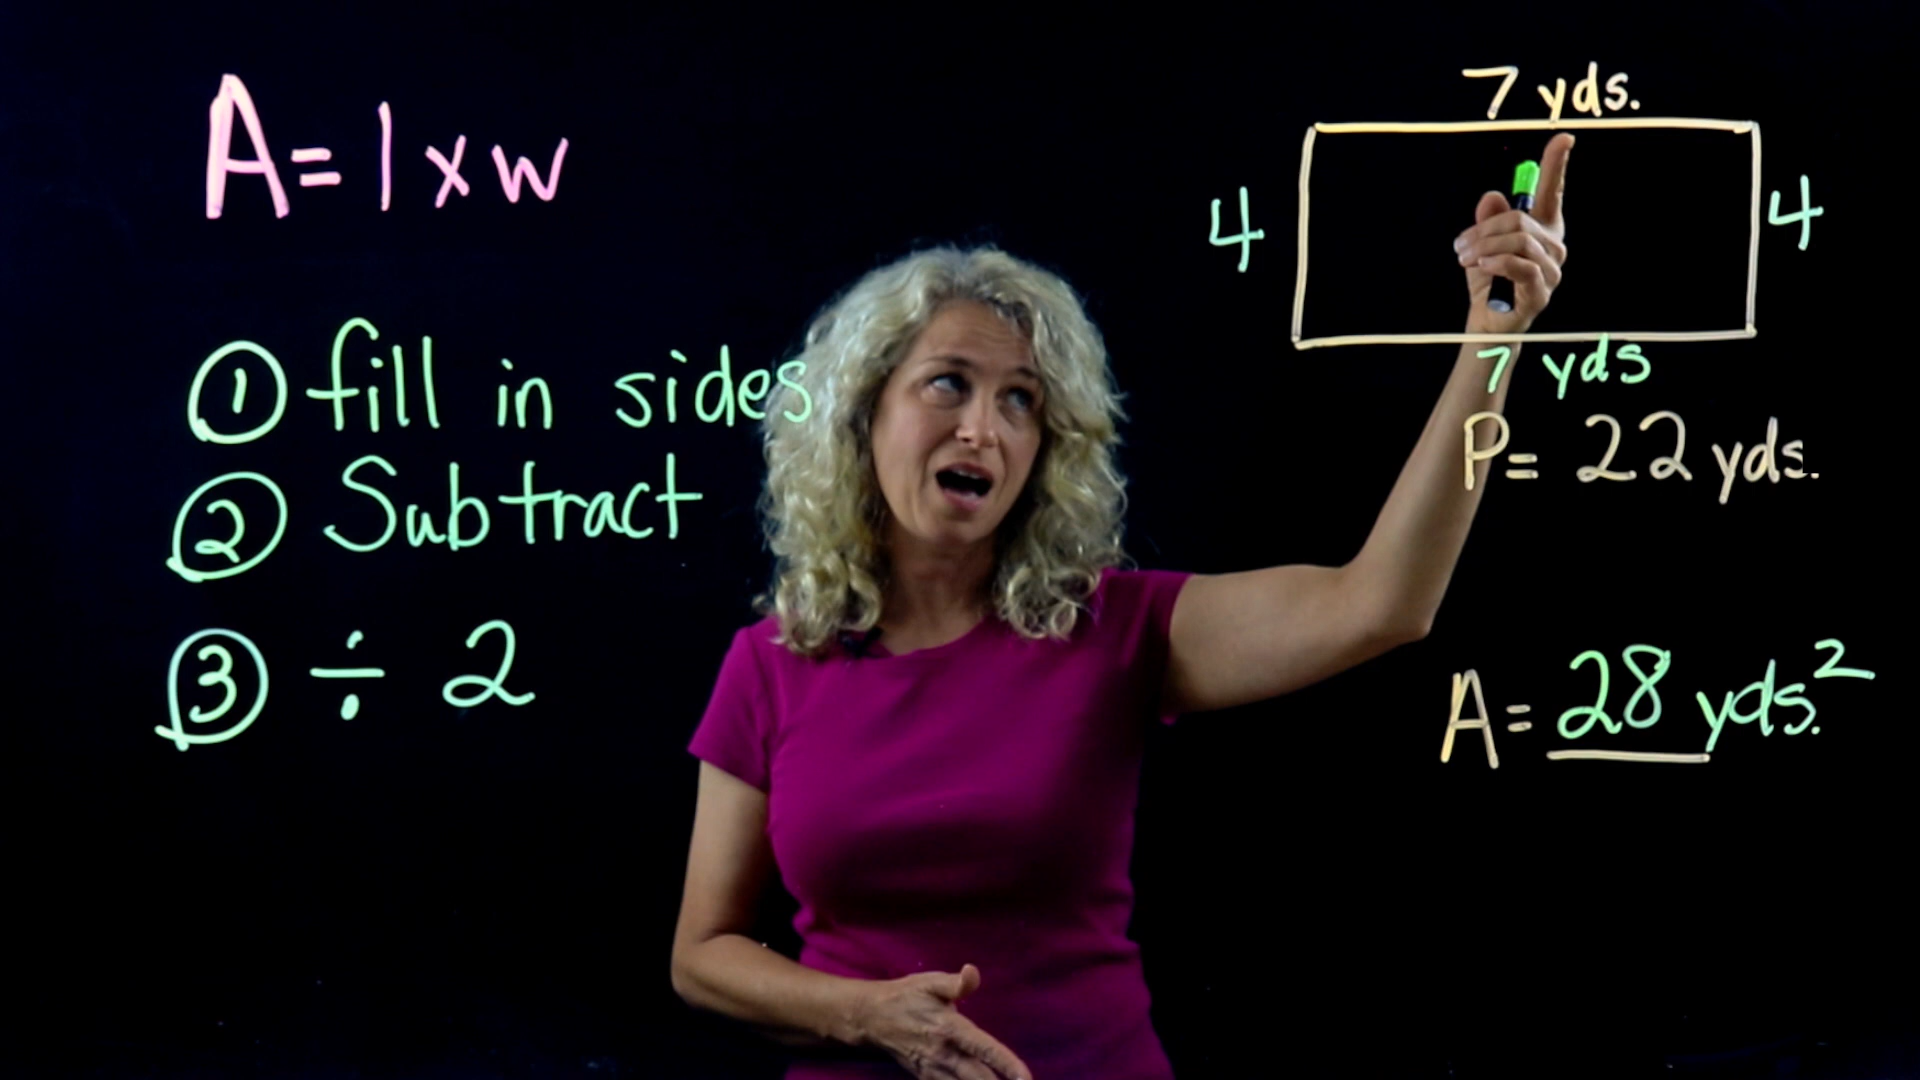 A = l x w
① fill in sides
② Subtract
③ ÷ 2
7 yds.
4
4
7 yds
P = 22 yds.
A = 28 yds.²